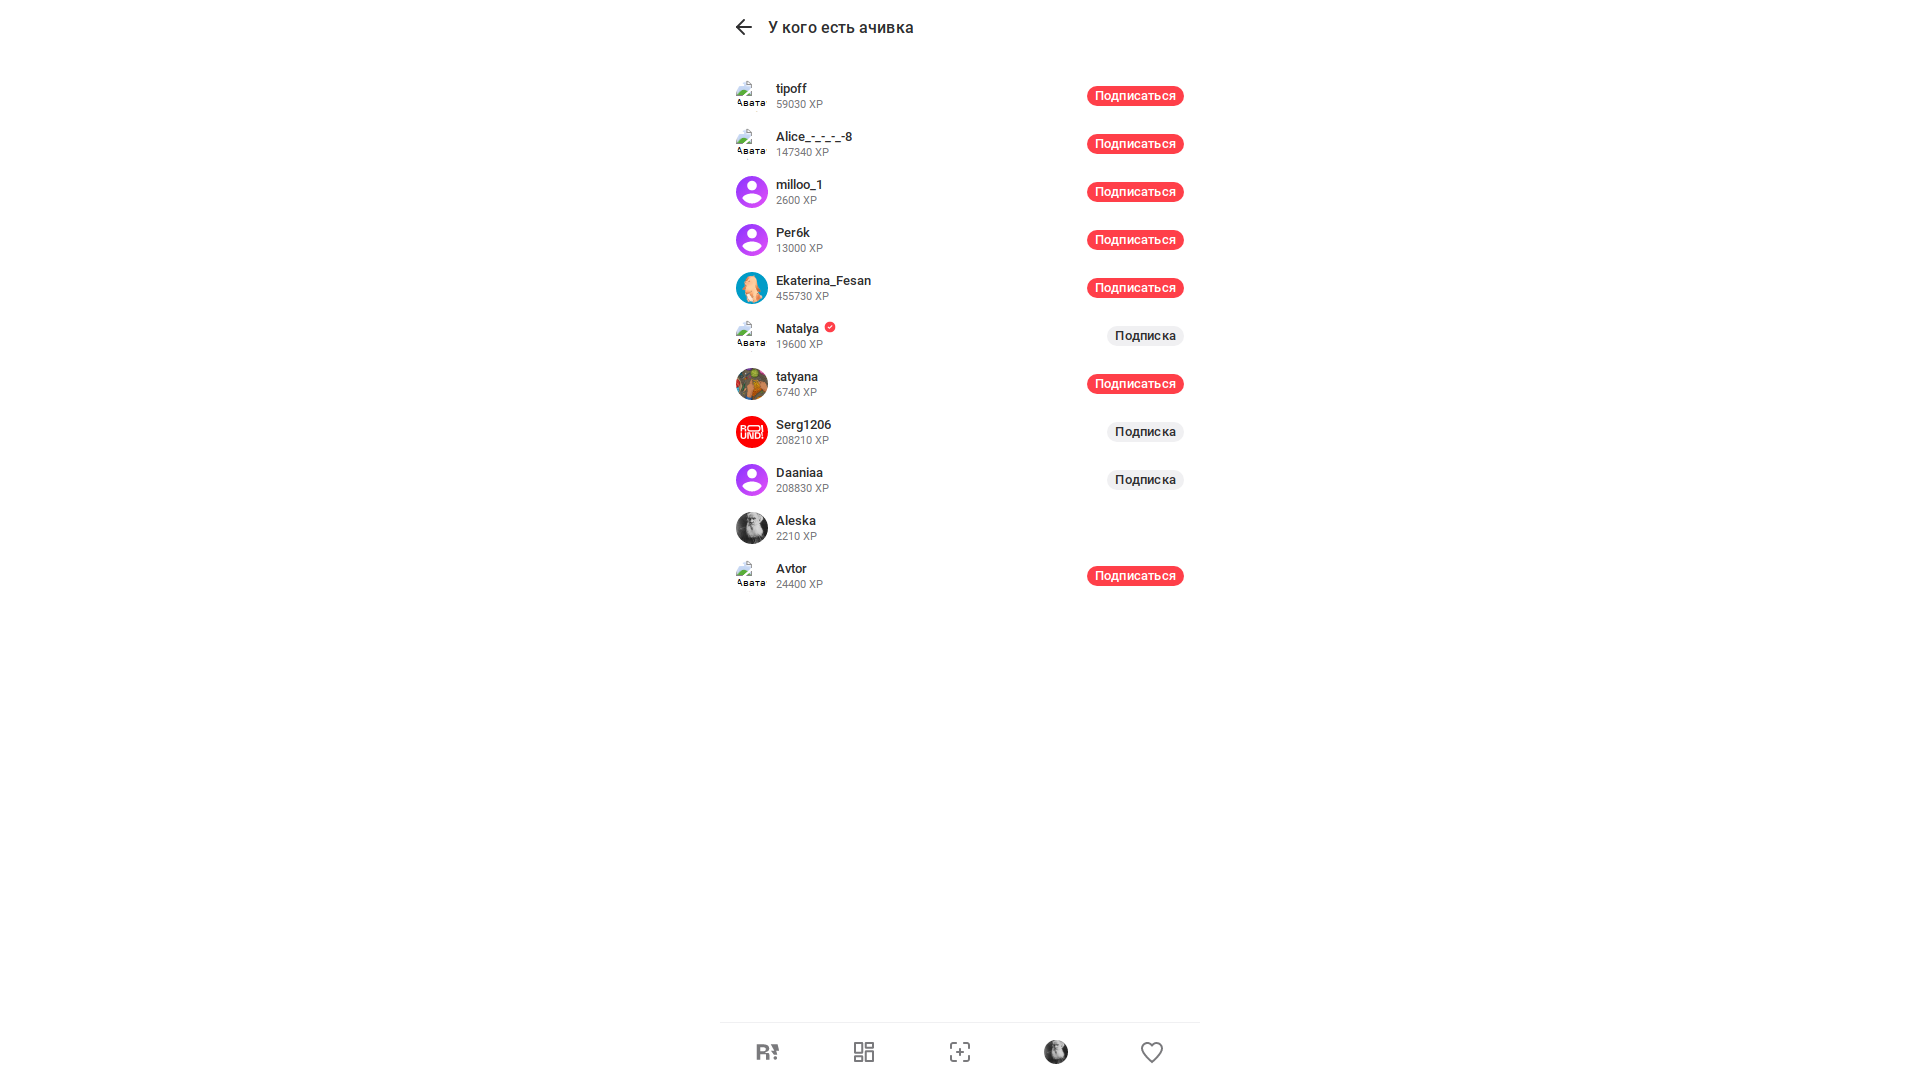 У кого есть ачивка
Авата
tipoff
59030 XP
Подписаться
Авата
Alice_-_-_-_-8
147340 XP
Подписаться
milloo_1
2600 XP
Подписаться
Per6k
13000 XP
Подписаться
Ekaterina_Fesan
455730 XP
Подписаться
Авата
Natalya
19600 XP
Подписка
tatyana
6740 XP
Подписаться
RO!
UND!
Serg1206
208210 XP
Подписка
Daaniaa
208830 XP
Подписка
Aleska
2210 XP
Авата
Avtor
24400 XP
Подписаться